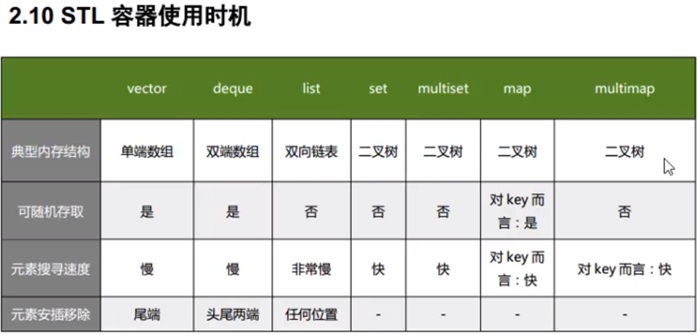 2.10 STL 容器使用时机
vector deque list set multiset map multimap
典型内存结构 单端数组 双端数组 双向链表 二叉树 二叉树 二叉树 二叉树
可随机存取 是 是 否 否 否 对 key 而言：是 否
元素搜寻速度 慢 慢 非常慢 快 快 对 key 而言：快 对 key 而言：快
元素安插移除 尾端 头尾两端 任何位置 - - - -